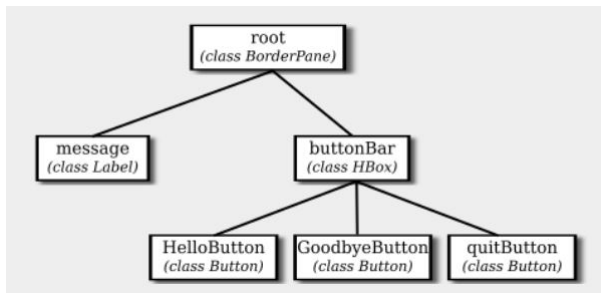 root
(class BorderPane)
message
(class Label)
buttonBar
(class HBox)
HelloButton
(class Button)
GoodbyeButton
(class Button)
quitButton
(class Button)